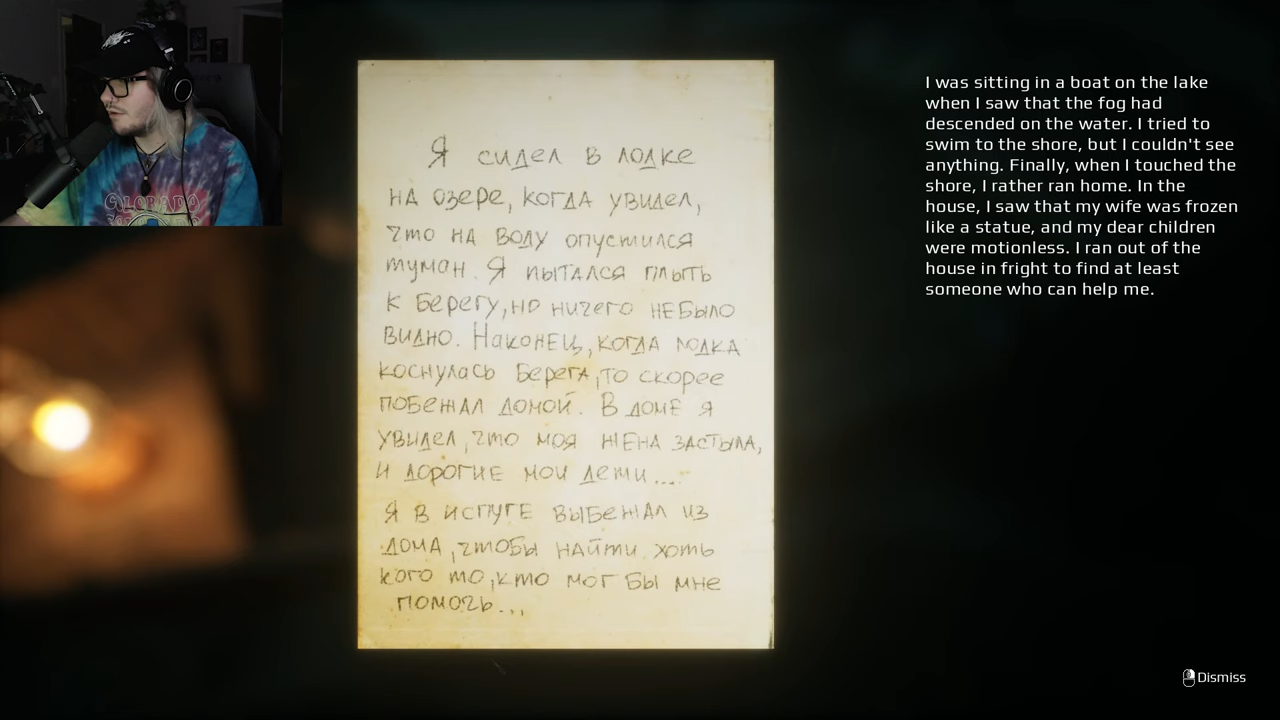 Я сидел в лодке
на озере, когда увидел,
что на воду опустился
туман. Я пытался плыть
к берегу, но ничего небыло
видно. Наконец, когда лодка
коснулась берега, то скорее
побежал домой. В доме я
увидел, что моя жена застыла,
и дорогие мои дети...
Я в испуге выбежал из
дома, чтобы найти хоть
кого то, кто мог бы мне
помочь...
I was sitting in a boat on the lake
when I saw that the fog had
descended on the water. I tried to
swim to the shore, but I couldn't see
anything. Finally, when I touched the
shore, I rather ran home. In the
house, I saw that my wife was frozen
like a statue, and my dear children
were motionless. I ran out of the
house in fright to find at least
someone who can help me.
Dismiss
COLORADO